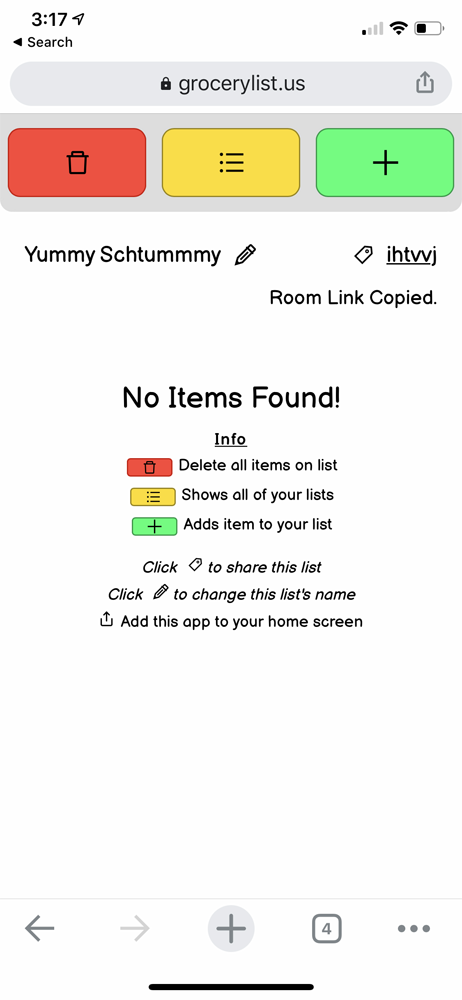 3:17
◀ Search
grocerylist.us
Yummy Schtummmy
ihtvvj
Room Link Copied.
No Items Found!
Info
Delete all items on list
Shows all of your lists
Adds item to your list
Click to share this list
Click to change this list's name
Add this app to your home screen
4